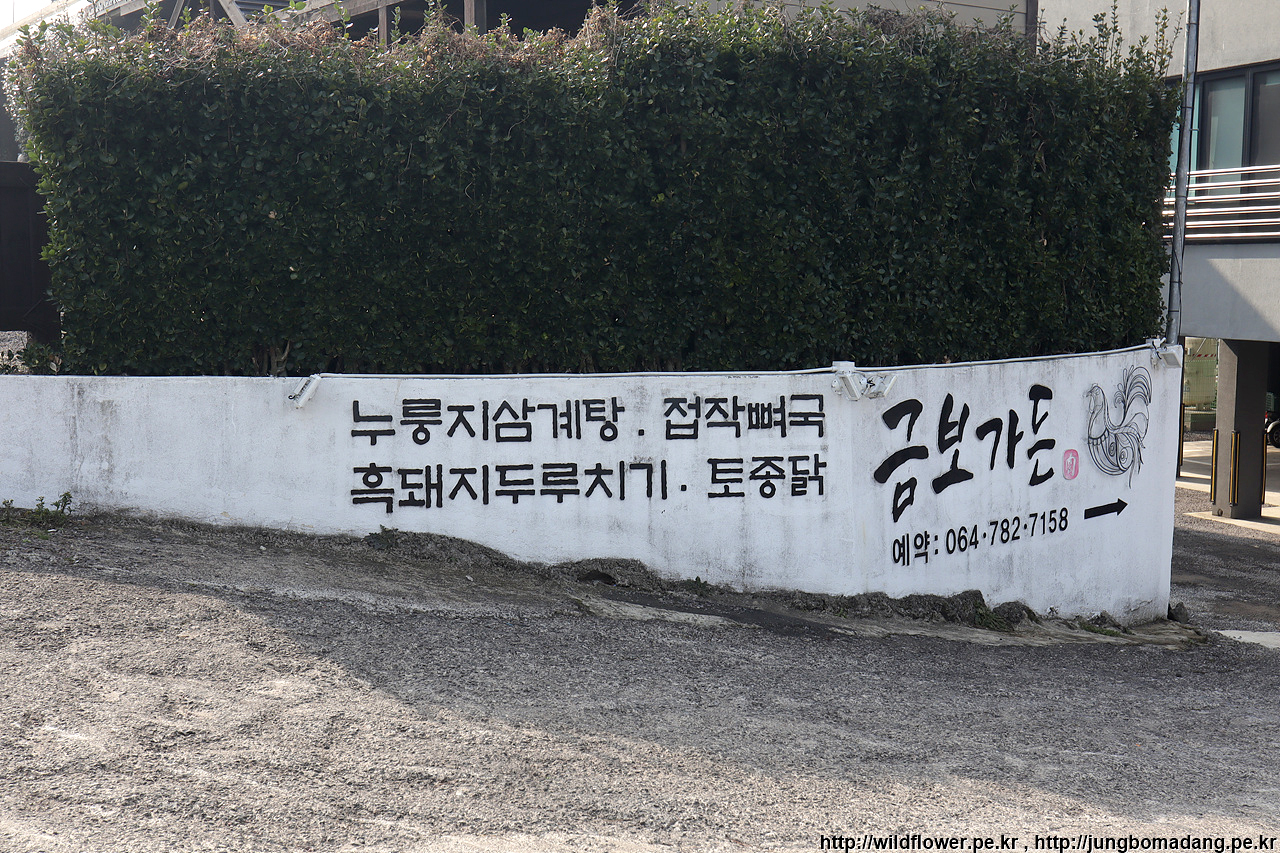 누룽지삼계탕 . 접작뼈국
흑돼지두루치기 · 토종닭
금보가든
예약: 064·782·7158
http://wildflower.pe.kr , http://jungbomadang.pe.kr